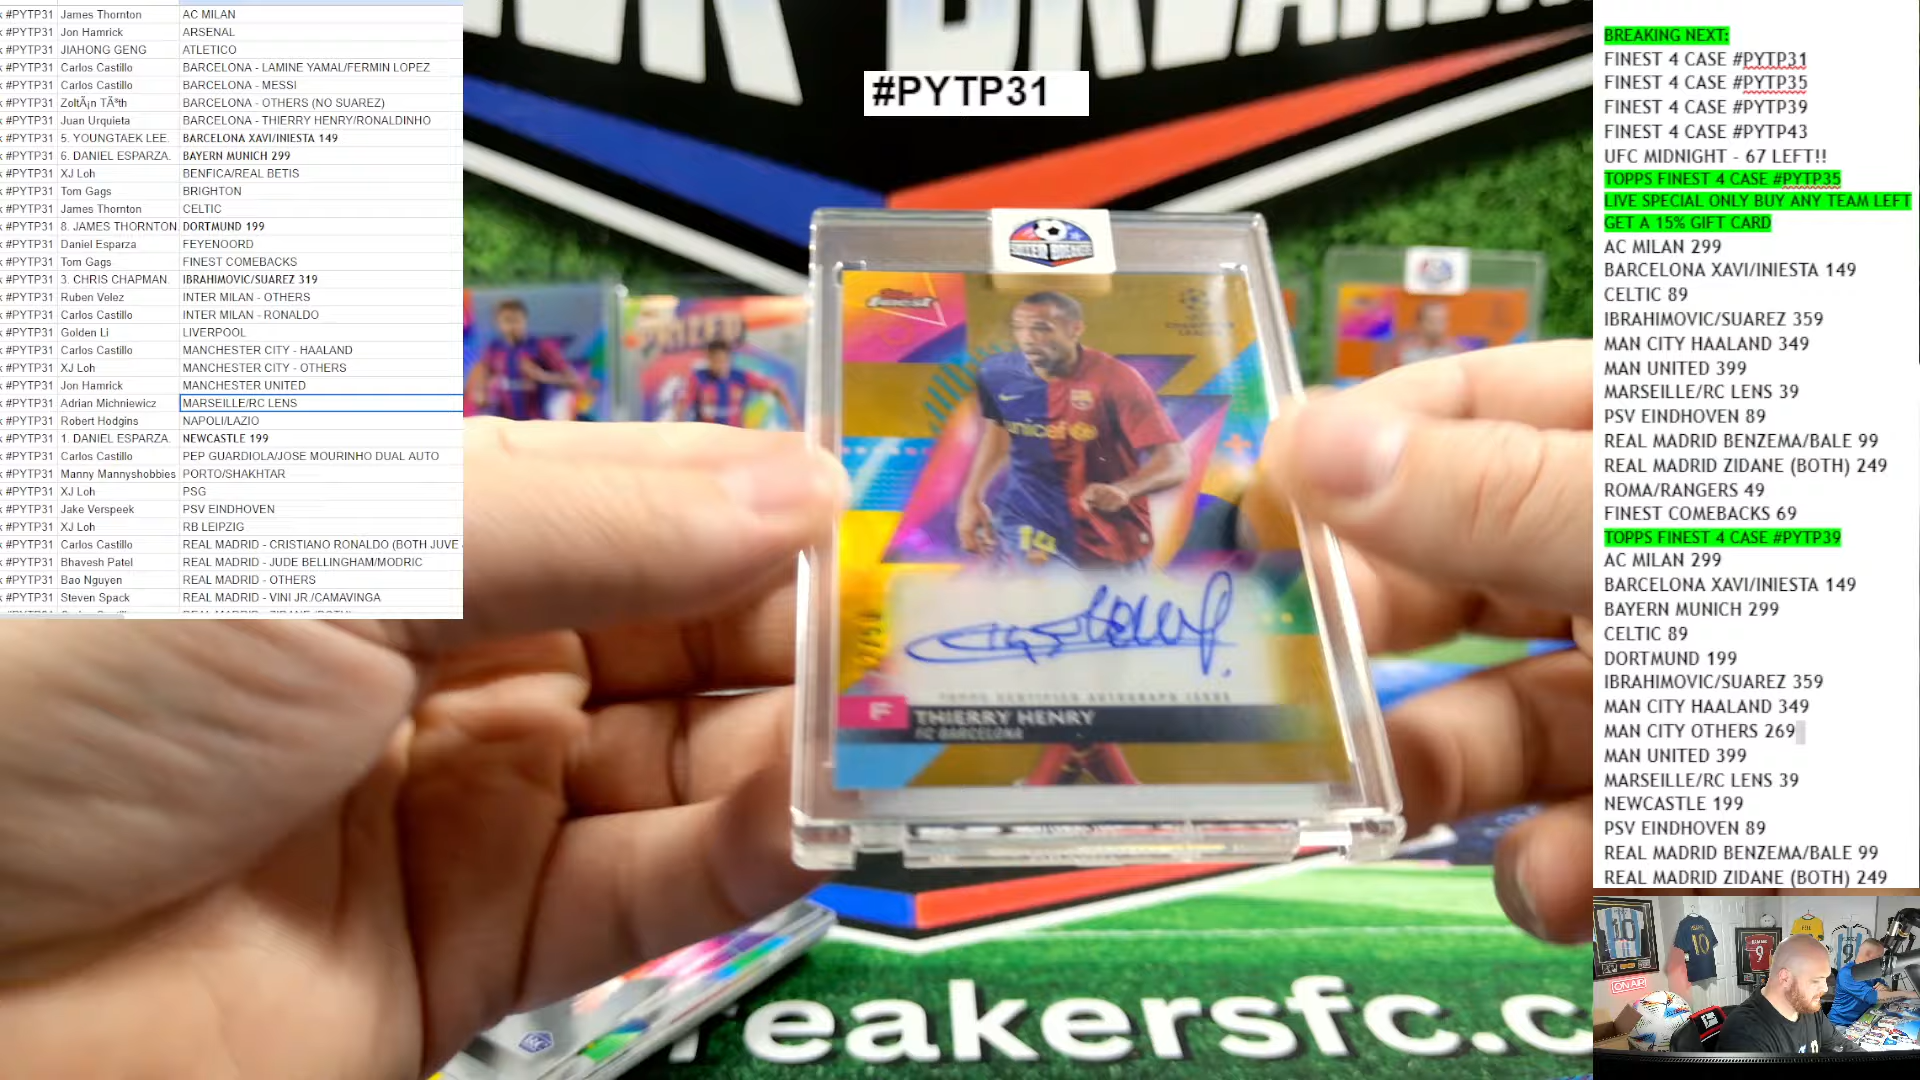 #PYTP31 James Thornton AC MILAN
#PYTP31 Jon Hamrick ARSENAL
#PYTP31 JIAHONG GENG ATLETICO
#PYTP31 Carlos Castillo BARCELONA - LAMINE YAMAL/FERMIN LOPEZ
#PYTP31 Carlos Castillo BARCELONA - MESSI
#PYTP31 ZoltÃ¡n TÃ³th BARCELONA - OTHERS (NO SUAREZ)
#PYTP31 Juan Urquieta BARCELONA - THIERRY HENRY/RONALDINHO
#PYTP31 5. YOUNGTAEK LEE. BARCELONA XAVI/INIESTA 149
#PYTP31 6. DANIEL ESPARZA. BAYERN MUNICH 299
#PYTP31 XJ Loh BENFICA/REAL BETIS
#PYTP31 Tom Gags BRIGHTON
#PYTP31 James Thornton CELTIC
#PYTP31 8. JAMES THORNTON. DORTMUND 199
#PYTP31 Daniel Esparza FEYENOORD
#PYTP31 Tom Gags FINEST COMEBACKS
#PYTP31 3. CHRIS CHAPMAN. IBRAHIMOVIC/SUAREZ 319
#PYTP31 Ruben Velez INTER MILAN - OTHERS
#PYTP31 Carlos Castillo INTER MILAN - RONALDO
#PYTP31 Golden Li LIVERPOOL
#PYTP31 Carlos Castillo MANCHESTER CITY - HAALAND
#PYTP31 XJ Loh MANCHESTER CITY - OTHERS
#PYTP31 Jon Hamrick MANCHESTER UNITED
#PYTP31 Adrian Michniewicz MARSEILLE/RC LENS
#PYTP31 Robert Hodgins NAPOLI/LAZIO
#PYTP31 1. DANIEL ESPARZA. NEWCASTLE 199
#PYTP31 Carlos Castillo PEP GUARDIOLA/JOSE MOURINHO DUAL AUTO
#PYTP31 Manny Mannyshobbies PORTO/SHAKHTAR
#PYTP31 XJ Loh PSG
#PYTP31 Jake Verspeek PSV EINDHOVEN
#PYTP31 XJ Loh RB LEIPZIG
#PYTP31 Carlos Castillo REAL MADRID - CRISTIANO RONALDO (BOTH JUVE
#PYTP31 Bhavesh Patel REAL MADRID - JUDE BELLINGHAM/MODRIC
#PYTP31 Bao Nguyen REAL MADRID - OTHERS
#PYTP31 Steven Spack REAL MADRID - VINI JR./CAMAVINGA
#PYTP31
finest
unicef
14
TOPPS CERTIFIED AUTOGRAPH ISSUE
F THIERRY HENRY
FC BARCELONA
eakersfc.c
BREAKING NEXT:
FINEST 4 CASE #PYTP31
FINEST 4 CASE #PYTP35
FINEST 4 CASE #PYTP39
FINEST 4 CASE #PYTP43
UFC MIDNIGHT - 67 LEFT!!
TOPPS FINEST 4 CASE #PYTP35
LIVE SPECIAL ONLY BUY ANY TEAM LEFT
GET A 15% GIFT CARD
AC MILAN 299
BARCELONA XAVI/INIESTA 149
CELTIC 89
IBRAHIMOVIC/SUAREZ 359
MAN CITY HAALAND 349
MAN UNITED 399
MARSEILLE/RC LENS 39
PSV EINDHOVEN 89
REAL MADRID BENZEMA/BALE 99
REAL MADRID ZIDANE (BOTH) 249
ROMA/RANGERS 49
FINEST COMEBACKS 69
TOPPS FINEST 4 CASE #PYTP39
AC MILAN 299
BARCELONA XAVI/INIESTA 149
BAYERN MUNICH 299
CELTIC 89
DORTMUND 199
IBRAHIMOVIC/SUAREZ 359
MAN CITY HAALAND 349
MAN CITY OTHERS 269
MAN UNITED 399
MARSEILLE/RC LENS 39
NEWCASTLE 199
PSV EINDHOVEN 89
REAL MADRID BENZEMA/BALE 99
REAL MADRID ZIDANE (BOTH) 249
10
10
9
ON AIR